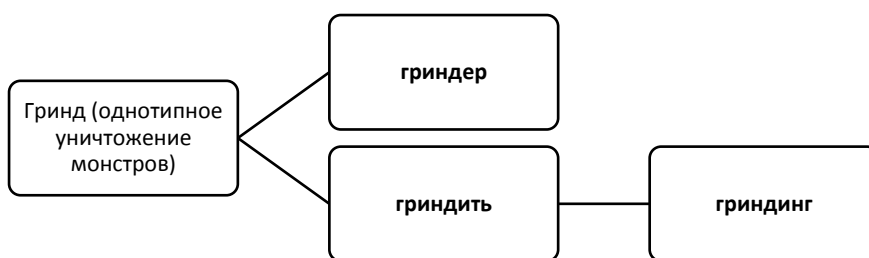 Гринд (однотипное
уничтожение
монстров)
гриндер
гриндить
гриндинг